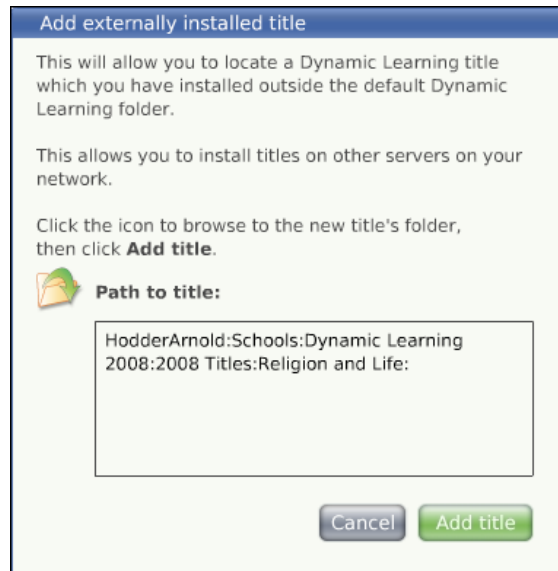 Add externally installed title
This will allow you to locate a Dynamic Learning title
which you have installed outside the default Dynamic
Learning folder.
This allows you to install titles on other servers on your
network.
Click the icon to browse to the new title's folder,
then click Add title.
Path to title:
HodderArnold:Schools:Dynamic Learning
2008:2008 Titles:Religion and Life:
Cancel Add title